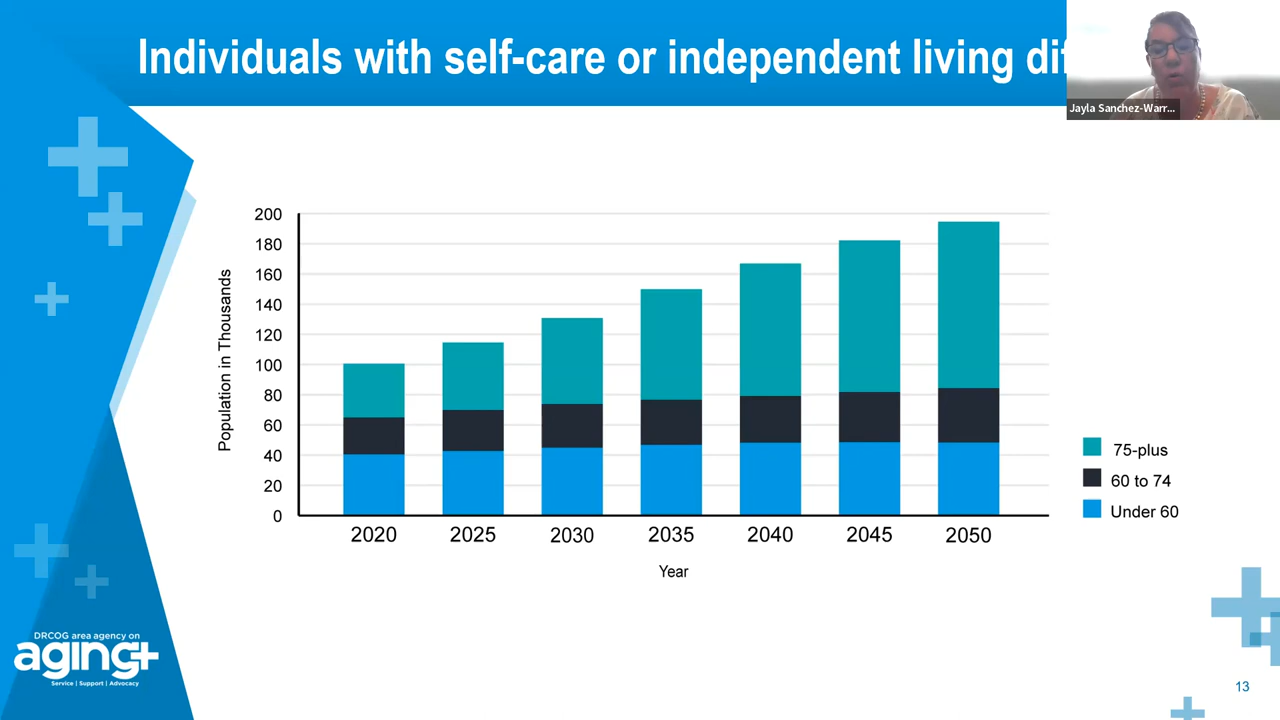 Individuals with self-care or independent living dif
Jayla Sanchez-Warr...
Population in Thousands
200
180
160
140
120
100
80
60
40
20
0
2020 2025 2030 2035 2040 2045 2050
Year
75-plus
60 to 74
Under 60
DRCOG area agency on
aging+
Service | Support | Advocacy
13